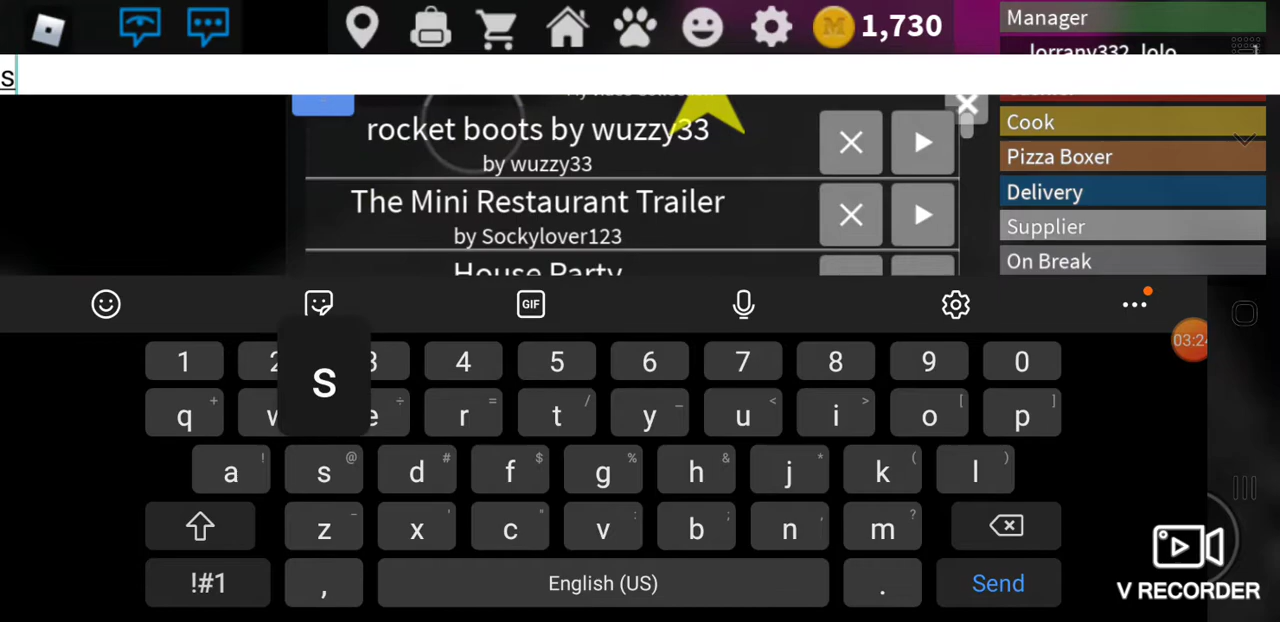 1,730
Manager
lorrany332_lolo
s
rocket boots by wuzzy33
by wuzzy33
The Mini Restaurant Trailer
by Sockylover123
House Party
Cook
Pizza Boxer
Delivery
Supplier
On Break
GIF
03:24
1 2 3 4 5 6 7 8 9 0
s
q + w e ÷ r = t / y _ u < i > o [ p ]
a ! s @ d # f $ g % h & j * k ( l )
z - x ' c " v : b ; n , m ?
!#1 , English (US) . Send
V RECORDER